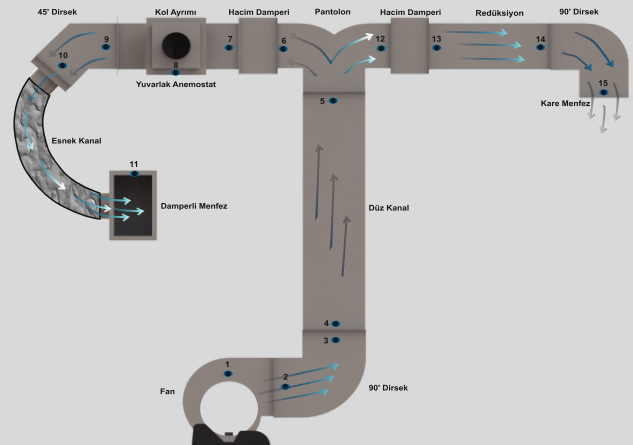 45' Dirsek
Kol Ayrımı
Hacim Damperi
Pantolon
Hacim Damperi
Redüksiyon
90' Dirsek
9
7
6
12
13
14
10
8
15
Yuvarlak Anemostat
5
Kare Menfez
Esnek Kanal
11
Damperli Menfez
Düz Kanal
4
3
1
2
Fan
90' Dirsek